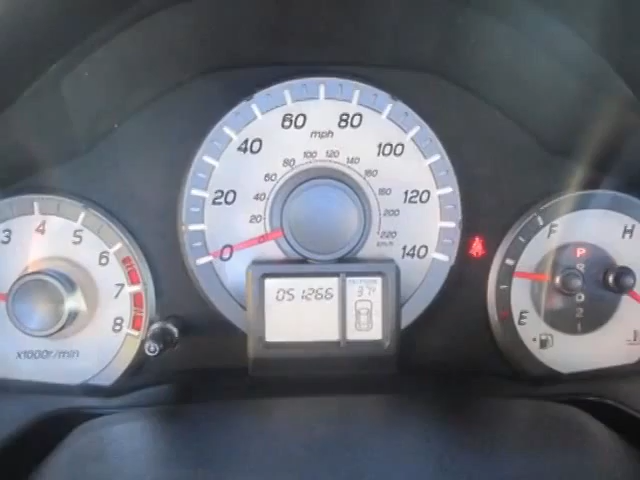 60 80
mph
40 100
80 100 120 140
60 160
20 40 180 120
20 200
0 220 140
km/h
051266 37°
3 4 5 6 7 8
x1000r/min
F
E
P
R
D
2
1
H